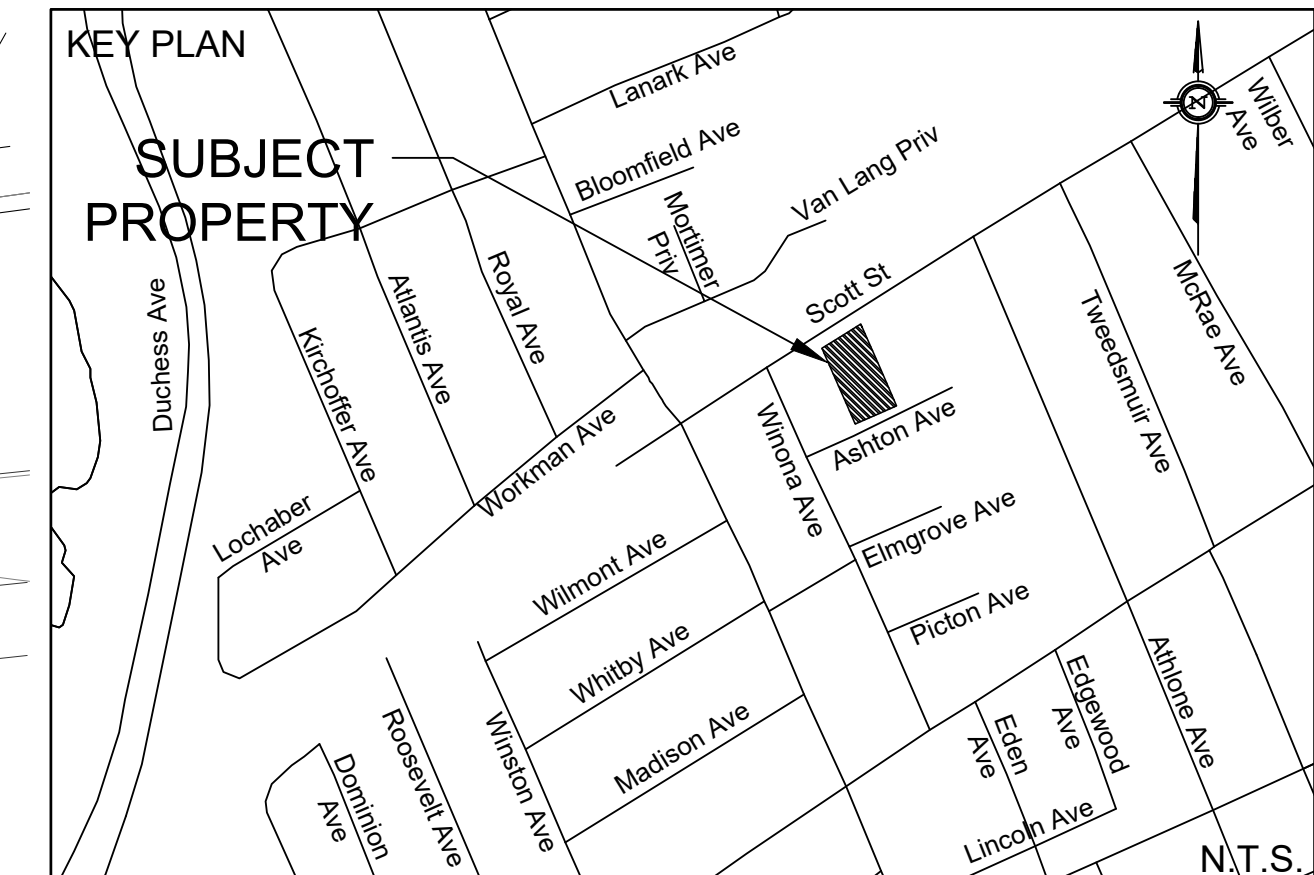 KEY PLAN
Lanark Ave
Wilber
Ave
SUBJECT
PROPERTY
Bloomfield Ave
Van Lang Priv
Mortimer
Priv
N
Royal Ave
Scott St
McRae Ave
Duchess Ave
Atlantis Ave
Tweedsmuir Ave
Kirchoffer Ave
Winona Ave
Ashton Ave
Workman Ave
Lochaber
Ave
Elmgrove Ave
Wilmont Ave
Picton Ave
Whitby Ave
Athlone Ave
Edgewood
Ave
Eden
Ave
Madison Ave
Winston Ave
Roosevelt Ave
Dominion
Ave
Lincoln Ave
N.T.S.